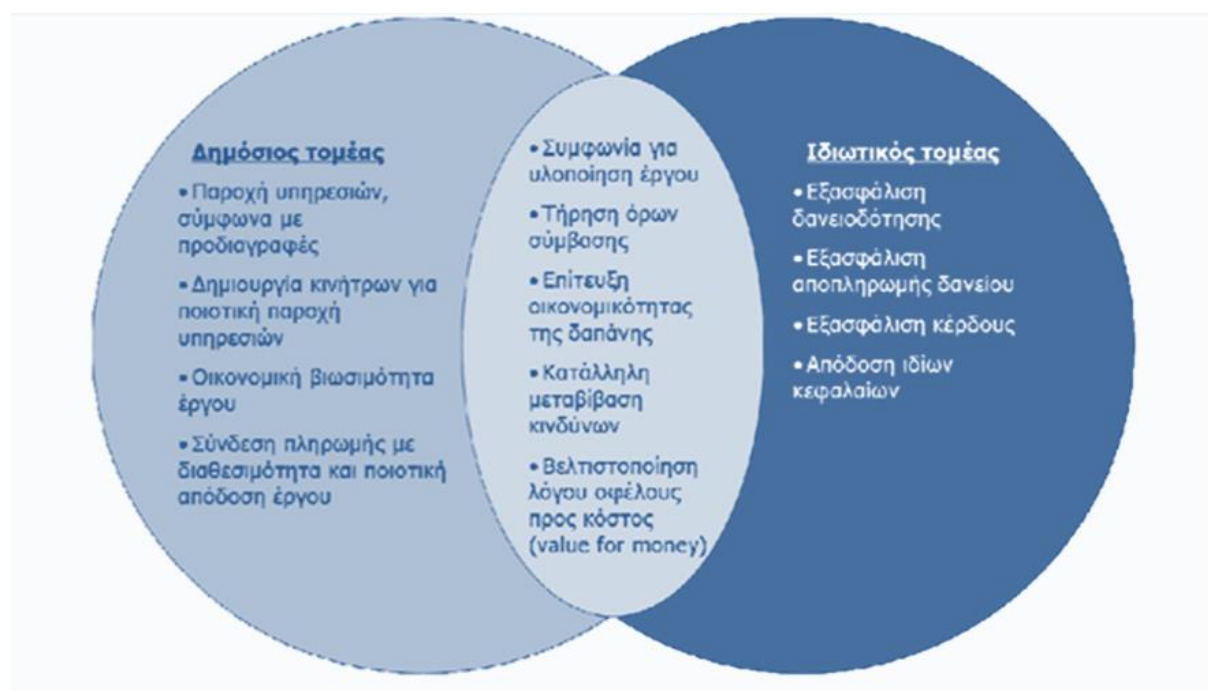 Δημόσιος τομέας
• Παροχή υπηρεσιών,
σύμφωνα με
προδιαγραφές
• Δημιουργία κινήτρων για
ποιοτική παροχή
υπηρεσιών
• Οικονομική βιωσιμότητα
έργου
• Σύνδεση πληρωμής με
διαθεσιμότητα και ποιοτική
απόδοση έργου
• Συμφωνία για
υλοποίηση έργου
• Τήρηση όρων
σύμβασης
• Επίτευξη
οικονομικότητας
της δαπάνης
• Κατάλληλη
μεταβίβαση
κινδύνων
• Βελτιστοποίηση
λόγου οφέλους
προς κόστος
(value for money)
Ιδιωτικός τομέας
• Εξασφάλιση
δανειοδότησης
• Εξασφάλιση
αποπληρωμής δανείου
• Εξασφάλιση κέρδους
• Απόδοση ιδίων
κεφαλαίων